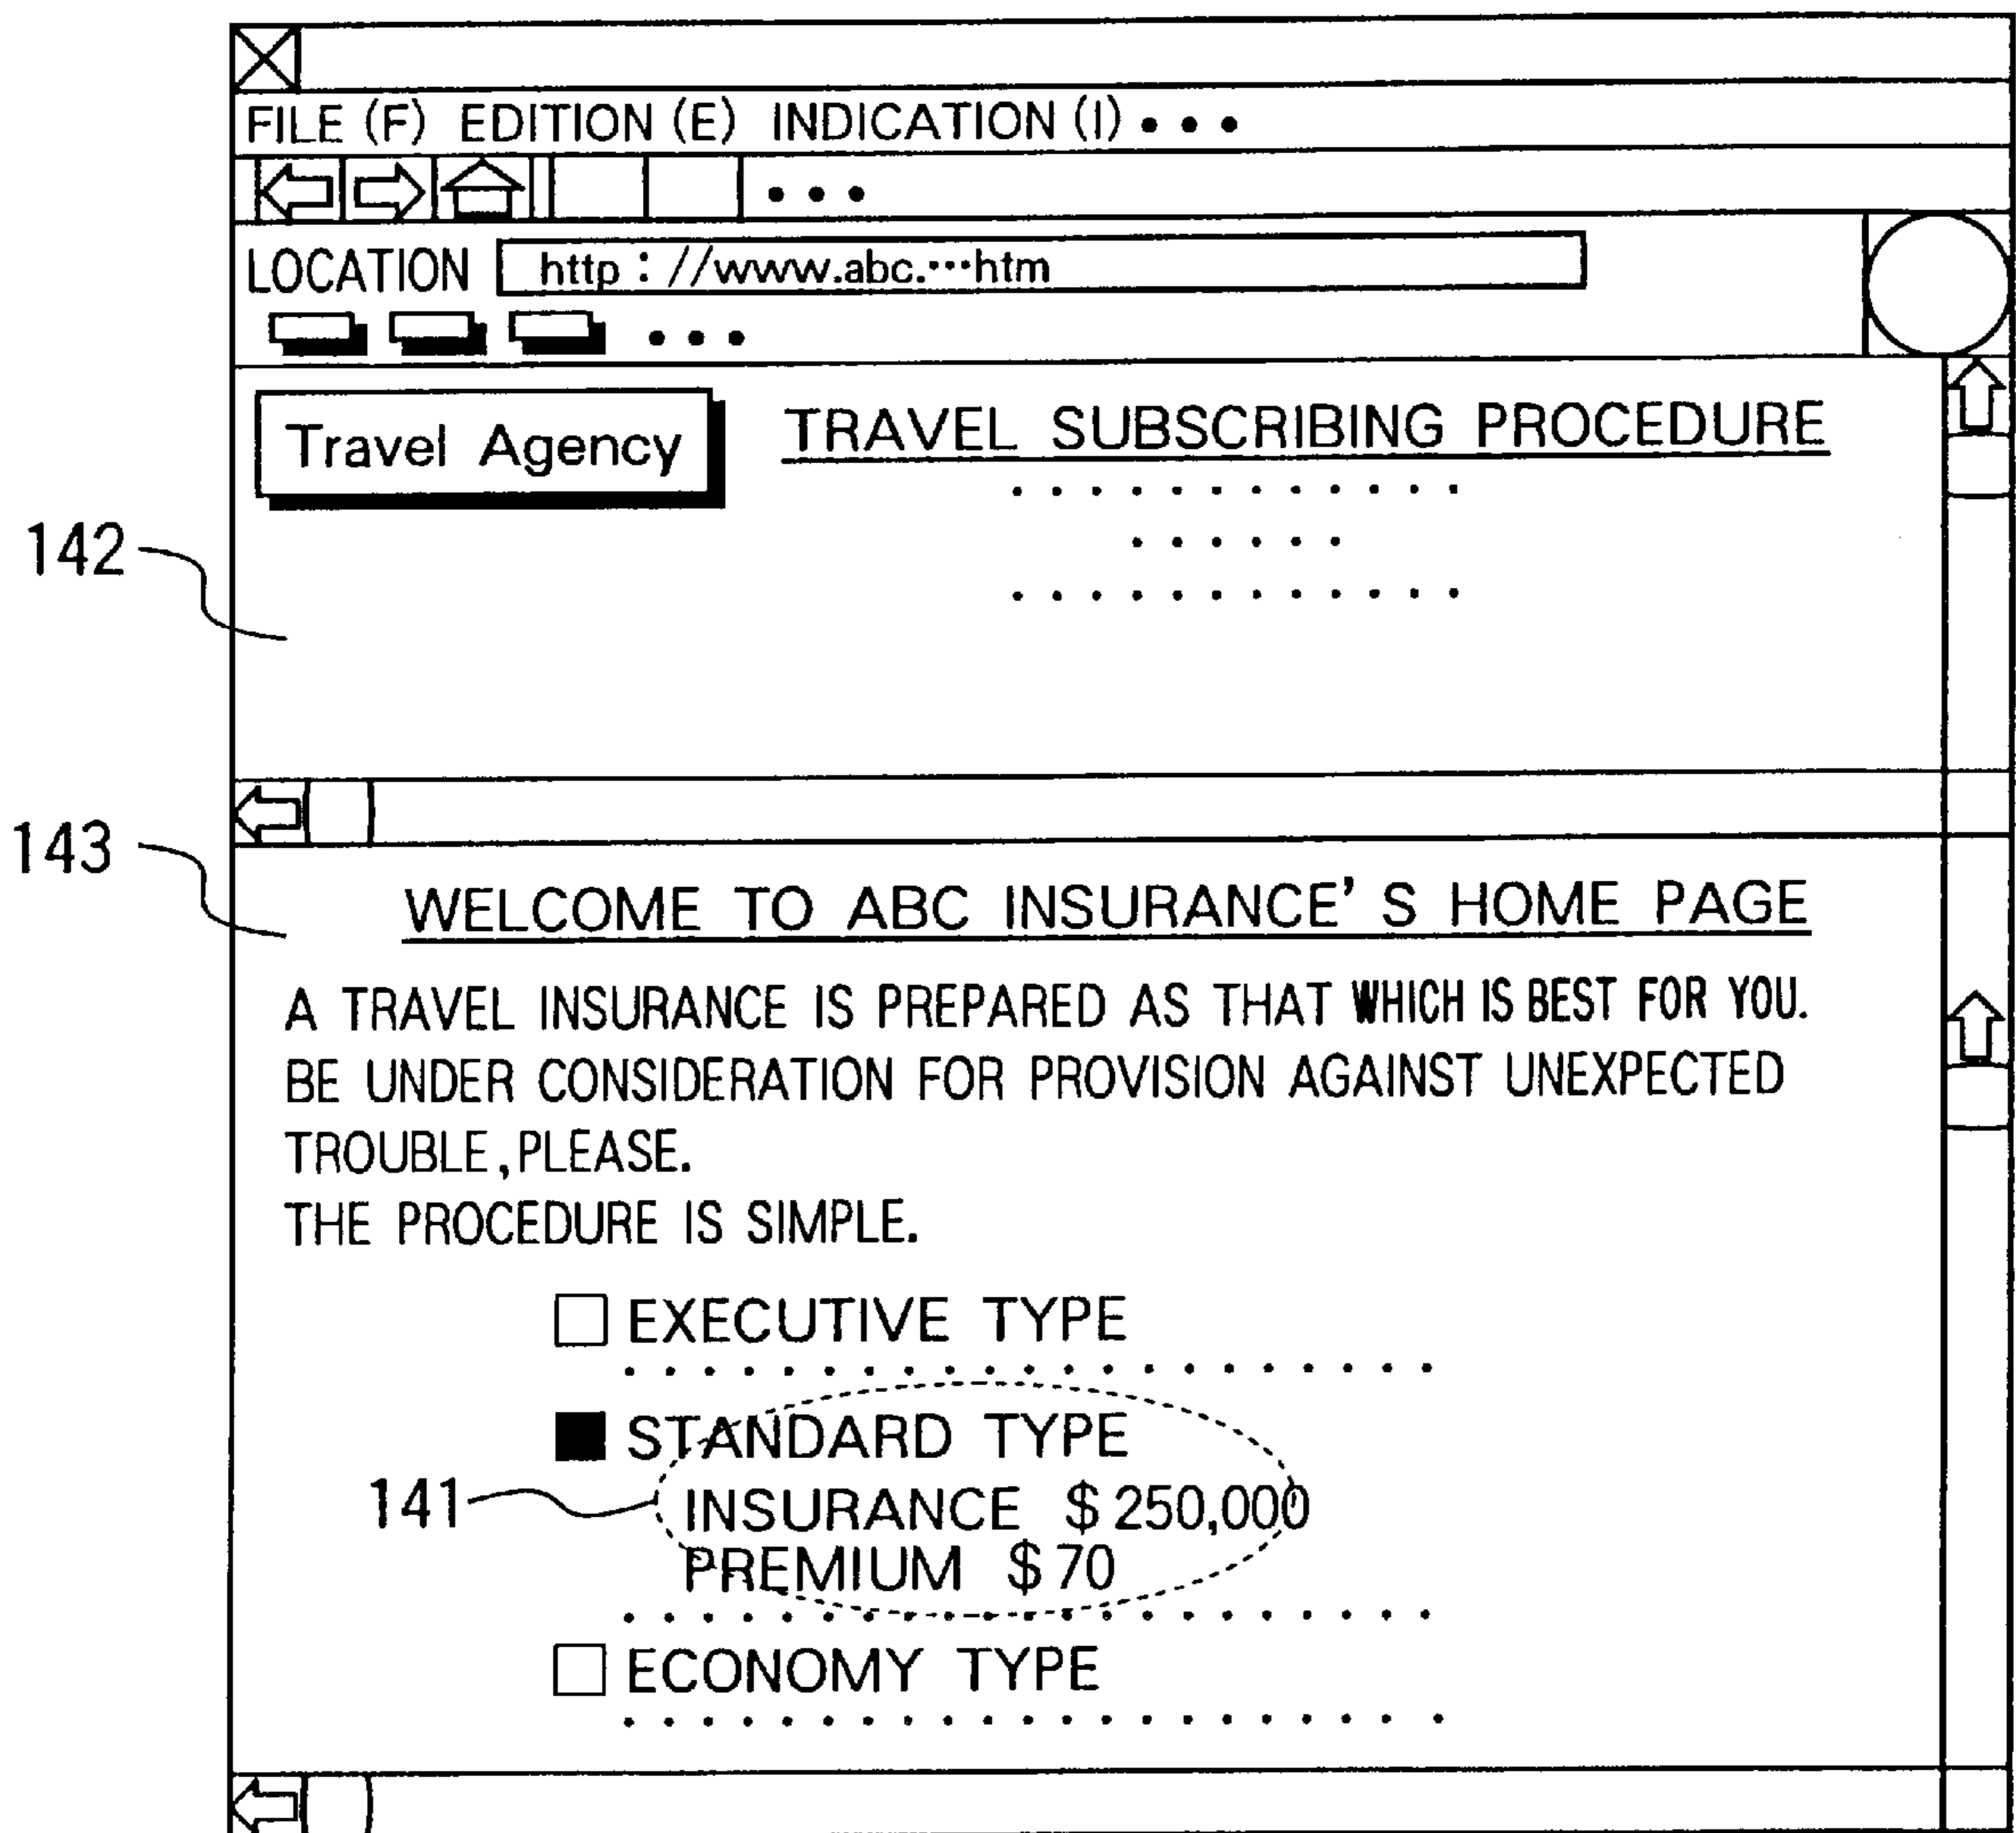 FILE (F) EDITION (E) INDICATION (I) • • •
• • •
LOCATION http : //www.abc.•••htm
• • •
Travel Agency TRAVEL SUBSCRIBING PROCEDURE
142
143
WELCOME TO ABC INSURANCE' S HOME PAGE
A TRAVEL INSURANCE IS PREPARED AS THAT WHICH IS BEST FOR YOU.
BE UNDER CONSIDERATION FOR PROVISION AGAINST UNEXPECTED
TROUBLE,PLEASE.
THE PROCEDURE IS SIMPLE.
EXECUTIVE TYPE
STANDARD TYPE
141 INSURANCE $ 250,000
PREMIUM $ 70
ECONOMY TYPE